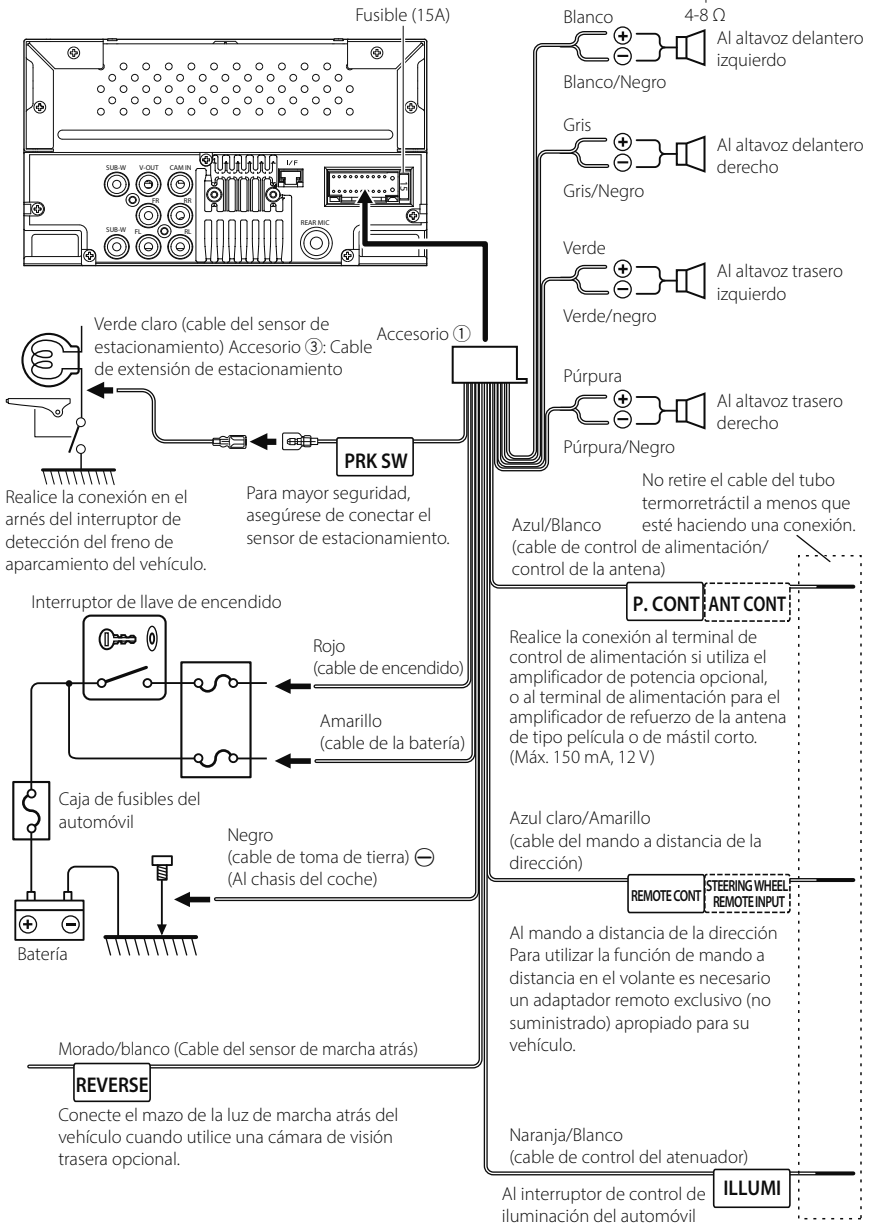 Fusible (15A)
4-8 Ω
Blanco
Al altavoz delantero
izquierdo
Blanco/Negro
Gris
Al altavoz delantero
derecho
Gris/Negro
Verde
Al altavoz trasero
izquierdo
Verde/negro
Púrpura
Al altavoz trasero
derecho
Púrpura/Negro
SUB-W V-OUT CAM IN
I/F
15
FR RR
SUB-W FL RL
REAR MIC
Accesorio ①
Verde claro (cable del sensor de
estacionamiento) Accesorio ③: Cable
de extensión de estacionamiento
PRK SW
Realice la conexión en el
arnés del interruptor de
detección del freno de
aparcamiento del vehículo.
Para mayor seguridad,
asegúrese de conectar el
sensor de estacionamiento.
No retire el cable del tubo
termorretráctil a menos que
esté haciendo una conexión.
Azul/Blanco
(cable de control de alimentación/
control de la antena)
P. CONT ANT CONT
Realice la conexión al terminal de
control de alimentación si utiliza el
amplificador de potencia opcional,
o al terminal de alimentación para el
amplificador de refuerzo de la antena
de tipo película o de mástil corto.
(Máx. 150 mA, 12 V)
Interruptor de llave de encendido
Rojo
(cable de encendido)
Amarillo
(cable de la batería)
Caja de fusibles del
automóvil
Negro
(cable de toma de tierra) ⊖
(Al chasis del coche)
Batería
Azul claro/Amarillo
(cable del mando a distancia de la
dirección)
REMOTE CONT
STEERING WHEEL
REMOTE INPUT
Al mando a distancia de la dirección
Para utilizar la función de mando a
distancia en el volante es necesario
un adaptador remoto exclusivo (no
suministrado) apropiado para su
vehículo.
Morado/blanco (Cable del sensor de marcha atrás)
REVERSE
Conecte el mazo de la luz de marcha atrás del
vehículo cuando utilice una cámara de visión
trasera opcional.
Naranja/Blanco
(cable de control del atenuador)
ILLUMI
Al interruptor de control de
iluminación del automóvil